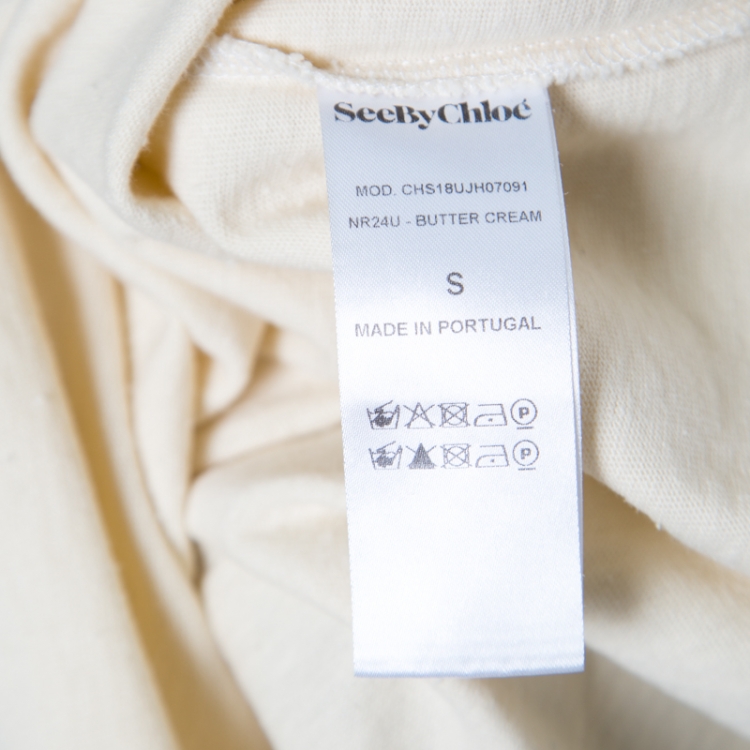 SeeByChloé
MOD. CHS18UJH07091
NR24U - BUTTER CREAM
S
MADE IN PORTUGAL
P
P